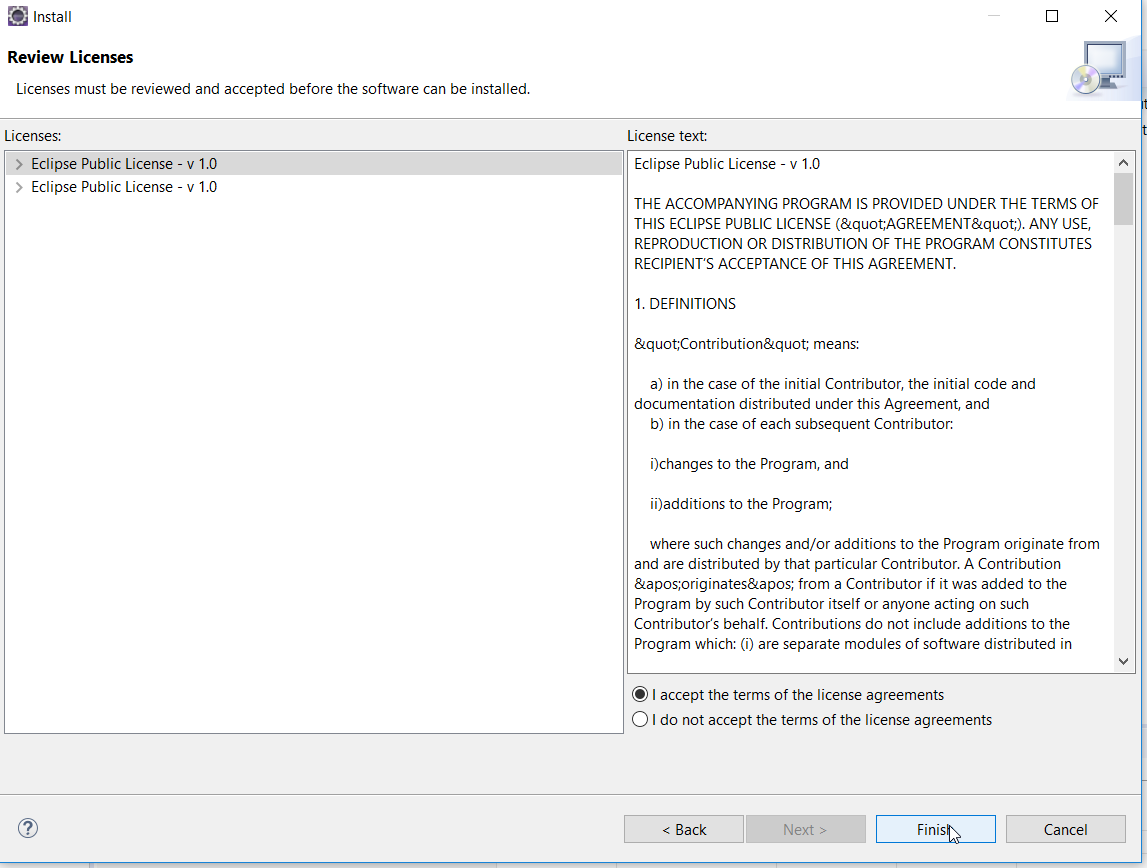 Install
Review Licenses
Licenses must be reviewed and accepted before the software can be installed.
Licenses:
Eclipse Public License - v 1.0
Eclipse Public License - v 1.0
License text:
Eclipse Public License - v 1.0
THE ACCOMPANYING PROGRAM IS PROVIDED UNDER THE TERMS OF
THIS ECLIPSE PUBLIC LICENSE (&quot;AGREEMENT&quot;). ANY USE,
REPRODUCTION OR DISTRIBUTION OF THE PROGRAM CONSTITUTES
RECIPIENT'S ACCEPTANCE OF THIS AGREEMENT.
1. DEFINITIONS
&quot;Contribution&quot; means:
a) in the case of the initial Contributor, the initial code and
documentation distributed under this Agreement, and
b) in the case of each subsequent Contributor:
i)changes to the Program, and
ii)additions to the Program;
where such changes and/or additions to the Program originate from
and are distributed by that particular Contributor. A Contribution
&apos;originates&apos; from a Contributor if it was added to the
Program by such Contributor itself or anyone acting on such
Contributor's behalf. Contributions do not include additions to the
Program which: (i) are separate modules of software distributed in
I accept the terms of the license agreements
I do not accept the terms of the license agreements
?
< Back
Next >
Finish
Cancel